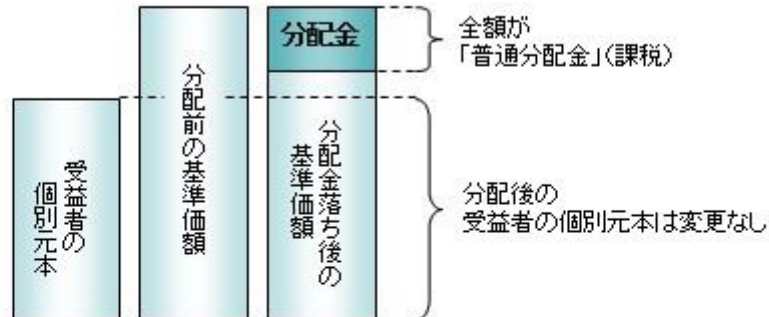 受益者の
個別元本
分配前の基準価額
分配金
分配金落ち後の
基準価額
全額が
「普通分配金」(課税)
分配後の
受益者の個別元本は変更なし